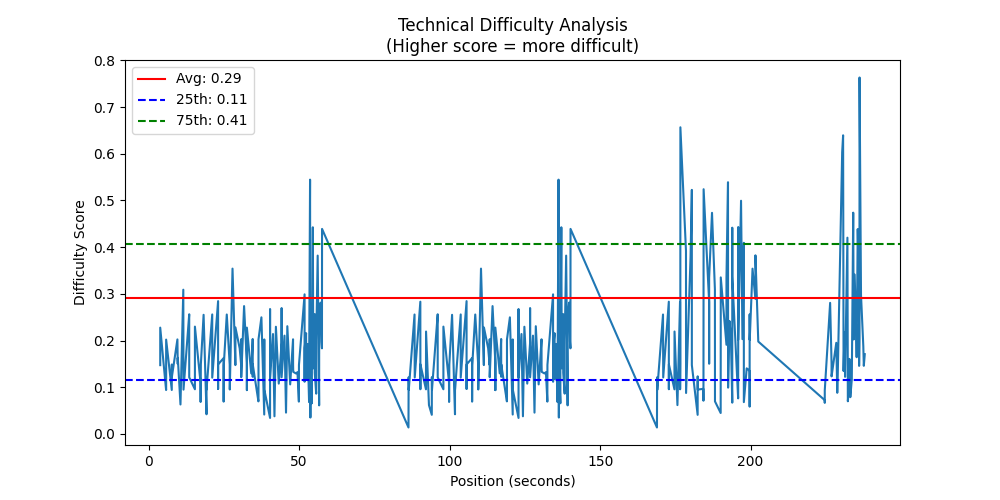 Technical Difficulty Analysis
(Higher score = more difficult)
Avg: 0.29
25th: 0.11
75th: 0.41
Difficulty Score
0.8
0.7
0.6
0.5
0.4
0.3
0.2
0.1
0.0
0 50 100 150 200
Position (seconds)